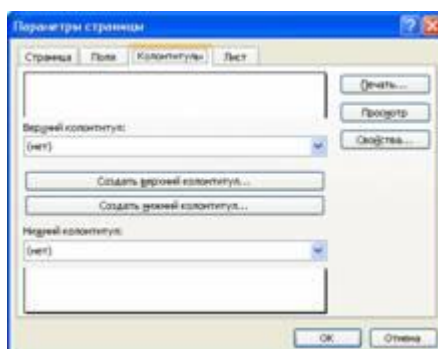 Параметры страницы
Страница Поля Колонтитулы Лист
Печать...
Просмотр
Свойства...
Верхний колонтитул:
(нет)
Создать верхний колонтитул...
Создать нижний колонтитул...
Нижний колонтитул:
(нет)
ОК Отмена